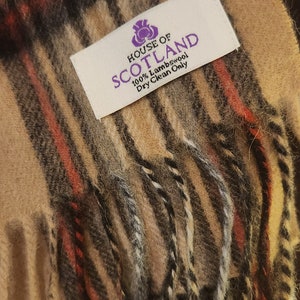 HOUSE OF
SCOTLAND
100% Lambswool
Dry Clean Only